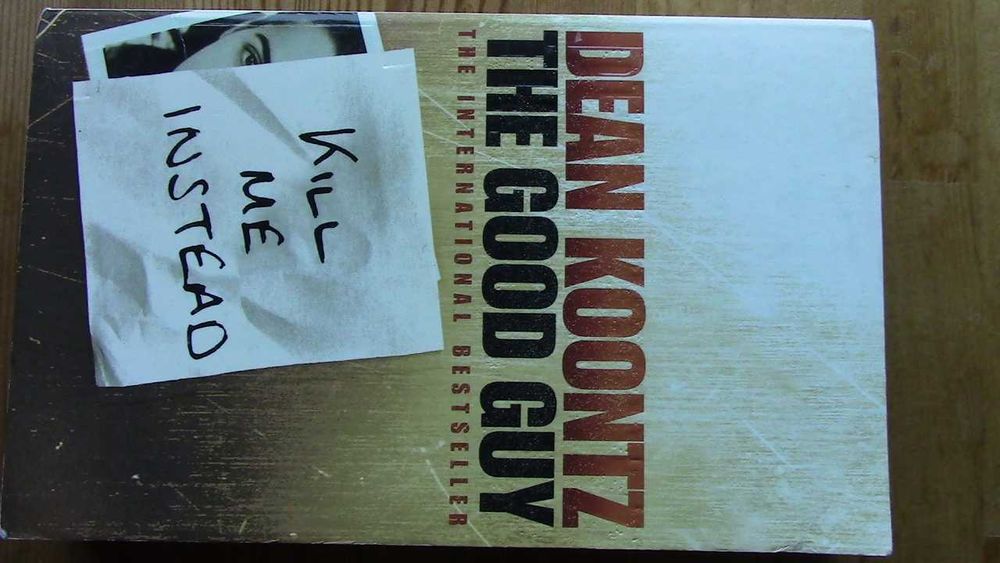 DEAN KOONTZ
THE GOOD GUY
THE INTERNATIONAL BESTSELLER
KILL
ME
INSTEAD